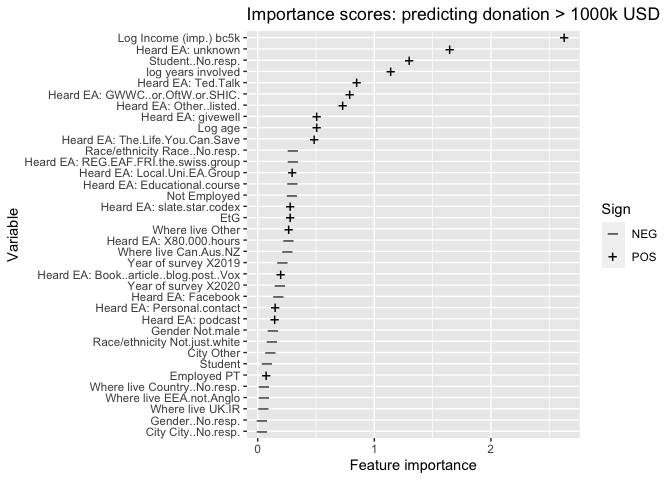 Importance scores: predicting donation > 1000k USD
Log Income (imp.) bc5k
Heard EA: unknown
Student..No.resp.
log years involved
Heard EA: Ted.Talk
Heard EA: GWWC..or.OftW.or.SHIC.
Heard EA: Other..listed.
Heard EA: givewell
Log age
Heard EA: The.Life.You.Can.Save
Race/ethnicity Race..No.resp.
Heard EA: REG.EAF.FRI.the.swiss.group
Heard EA: Local.Uni.EA.Group
Heard EA: Educational.course
Not Employed
Heard EA: slate.star.codex
EtG
Where live Other
Heard EA: X80.000.hours
Where live Can.Aus.NZ
Year of survey X2019
Heard EA: Book..article..blog.post..Vox
Year of survey X2020
Heard EA: Facebook
Heard EA: Personal.contact
Heard EA: podcast
Gender Not.male
Race/ethnicity Not.just.white
City Other
Student
Employed PT
Where live Country..No.resp.
Where live EEA.not.Anglo
Where live UK.IR
Gender..No.resp.
City City..No.resp.
Variable
0 1 2
Feature importance
Sign
NEG
POS